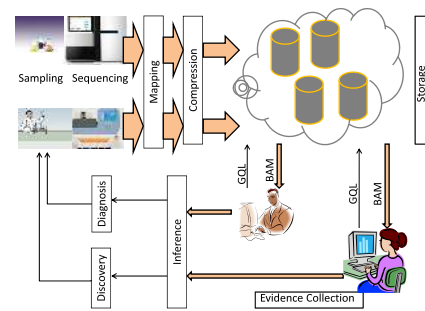 Sampling Sequencing
Mapping
Compression
Storage
GQL
BAM
GQL
BAM
Diagnosis
Inference
Discovery
Evidence Collection